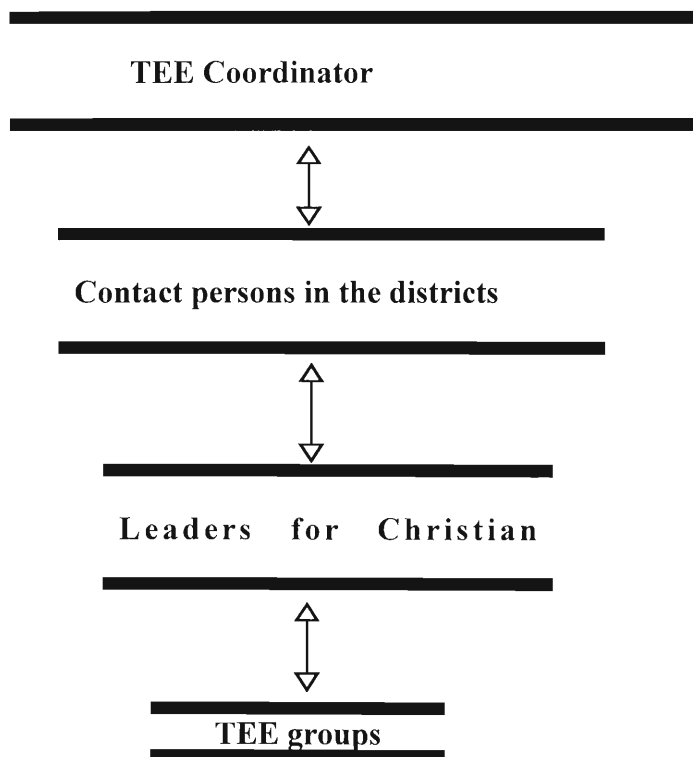 TEE Coordinator
Contact persons in the districts
Leaders for Christian
TEE groups